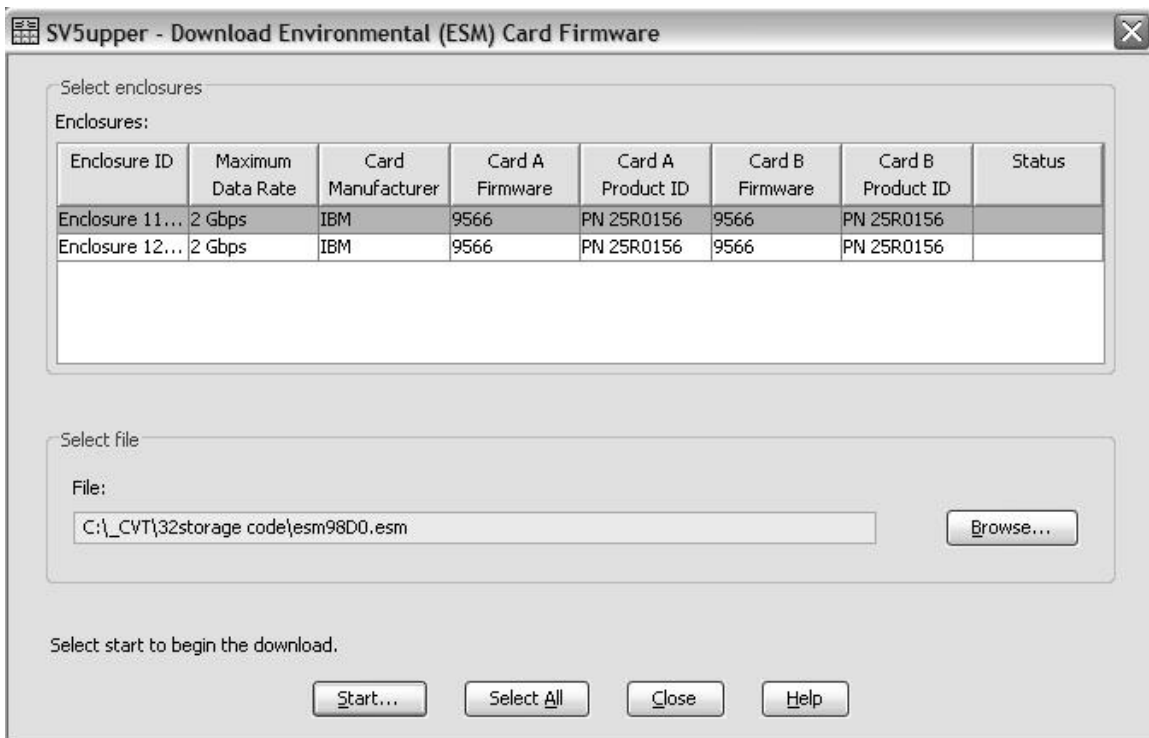 SV5upper - Download Environmental (ESM) Card Firmware
Select enclosures
Enclosures:
Enclosure ID Maximum Data Rate Card Manufacturer Card A Firmware Card A Product ID Card B Firmware Card B Product ID Status
Enclosure 11... 2 Gbps IBM 9566 PN 25R0156 9566 PN 25R0156
Enclosure 12... 2 Gbps IBM 9566 PN 25R0156 9566 PN 25R0156
Select file
File:
C:\_CVT\32storage code\esm98D0.esm Browse...
Select start to begin the download.
Start... Select All Close Help